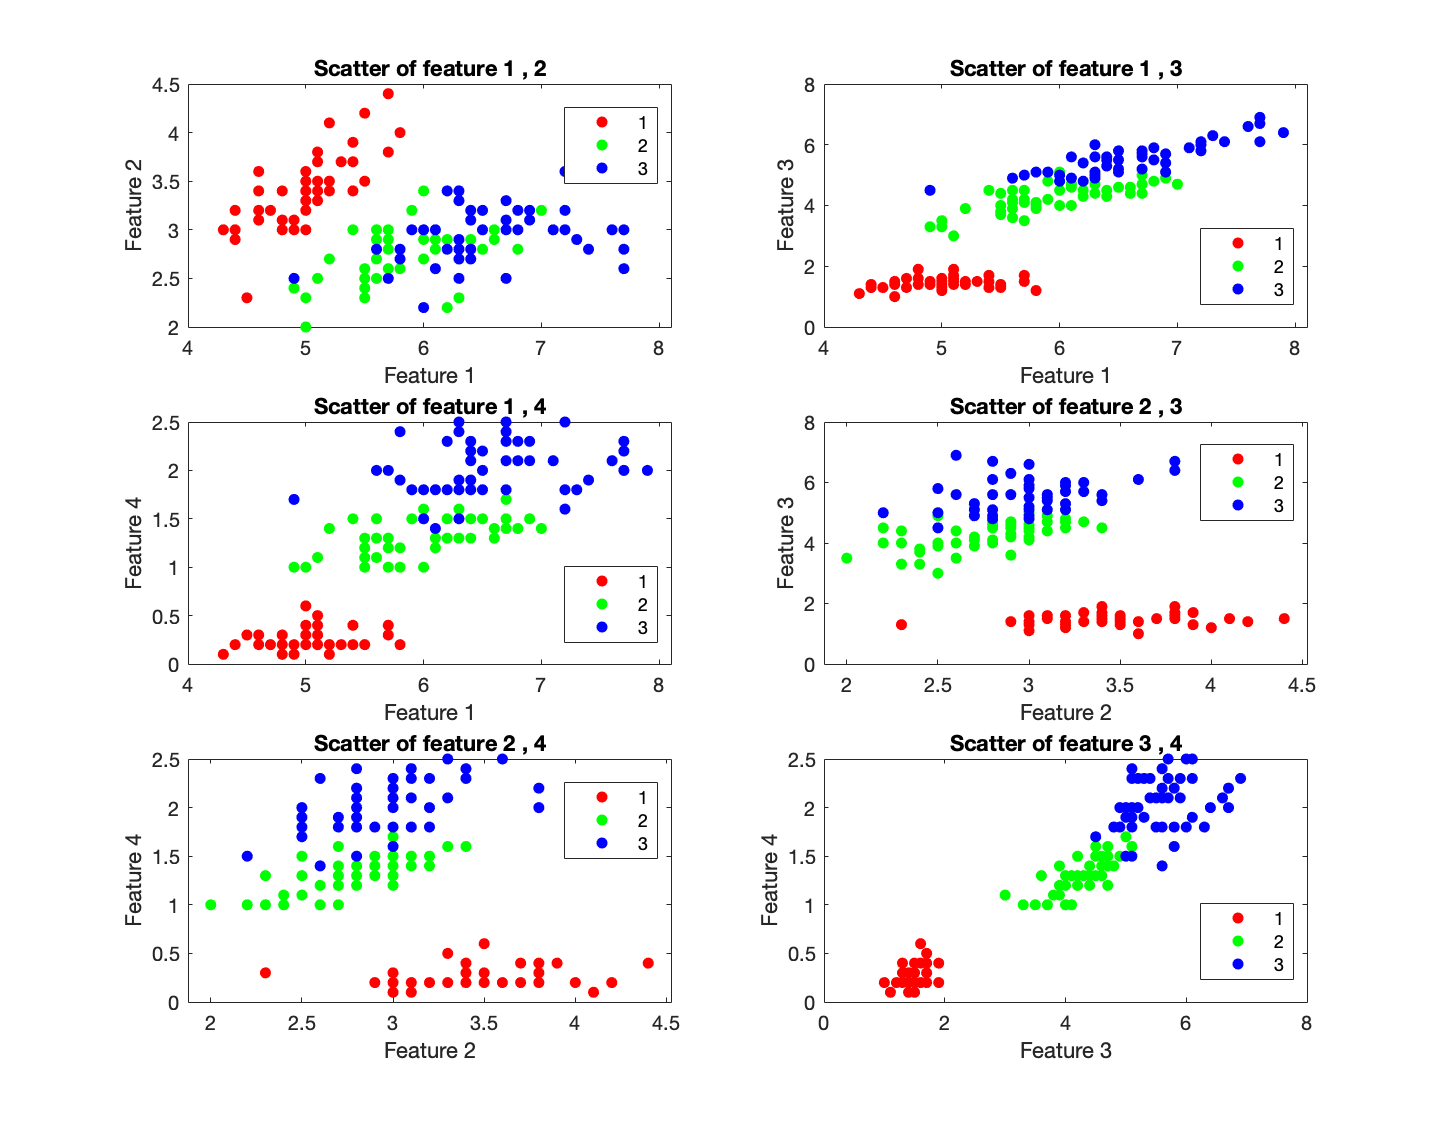 Scatter of feature 1 , 2
4.5
4
3.5
3
2.5
2
Feature 2
1
2
3
4 5 6 7 8
Feature 1
Scatter of feature 1 , 3
8
6
4
2
0
Feature 3
1
2
3
4 5 6 7 8
Feature 1
Scatter of feature 1 , 4
2.5
2
1.5
1
0.5
0
Feature 4
1
2
3
4 5 6 7 8
Feature 1
Scatter of feature 2 , 3
8
6
4
2
0
Feature 3
1
2
3
2 2.5 3 3.5 4 4.5
Feature 2
Scatter of feature 2 , 4
2.5
2
1.5
1
0.5
0
Feature 4
1
2
3
2 2.5 3 3.5 4 4.5
Feature 2
Scatter of feature 3 , 4
2.5
2
1.5
1
0.5
0
Feature 4
1
2
3
0 2 4 6 8
Feature 3